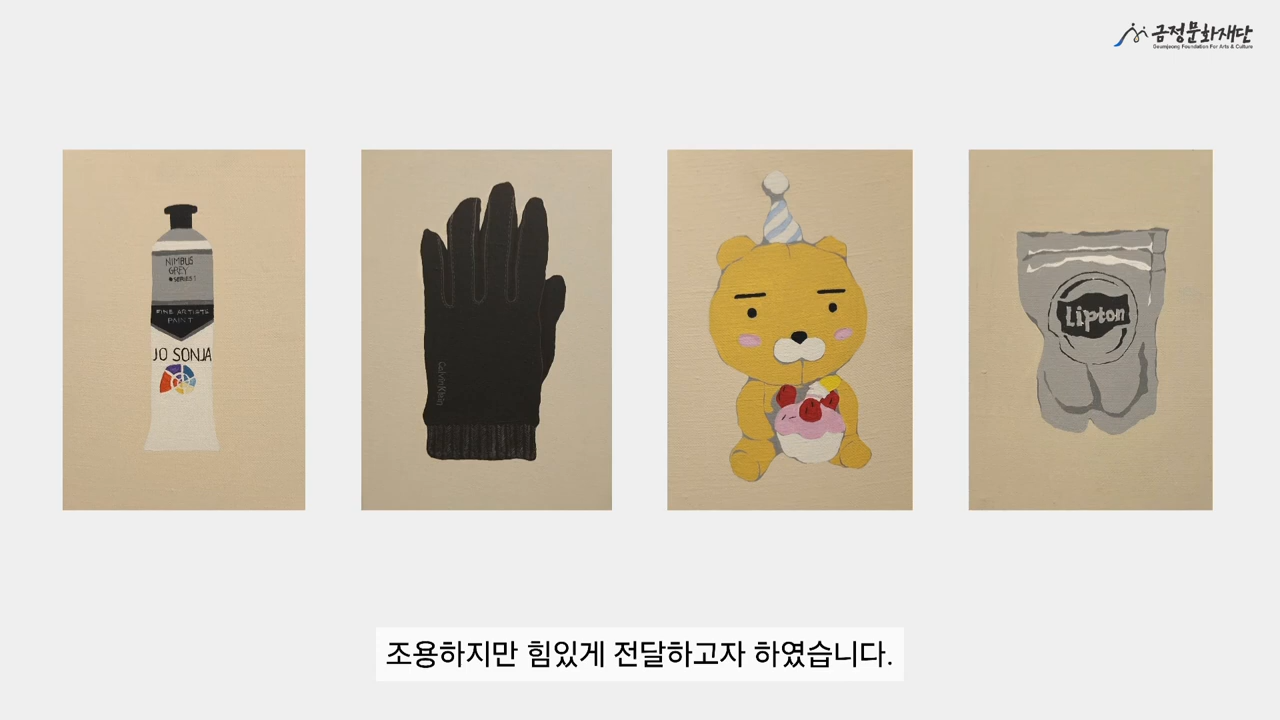 금정문화재단
Geumjeong Foundation For Arts & Culture
NIMBUS
GREY
SERIES 1
FINE ARTISTS
PAINT
JO SONJA
Calvin Klein
Lipton
조용하지만 힘있게 전달하고자 하였습니다.